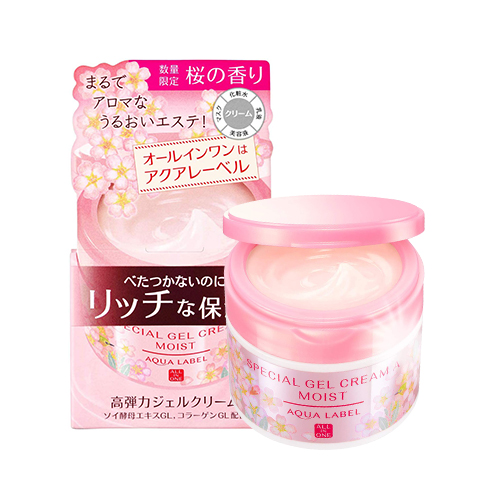 数量
限定
桜の香り
まるで
アロマな
うるおいエステ!
化粧水
乳液
美容液
マスク
クリーム
オールインワンは
アクアレーベル
べたつかないのに
リッチな保
SPECIAL GEL CREA
MOIST
AQUA LABEL
ALL
IN
ONE
高弾力ジェルクリーム
ソイ酵母エキスGL、コラーゲンGL配
SPECIAL GEL CREAM A
MOIST
AQUA LABEL
ALL
IN
ONE